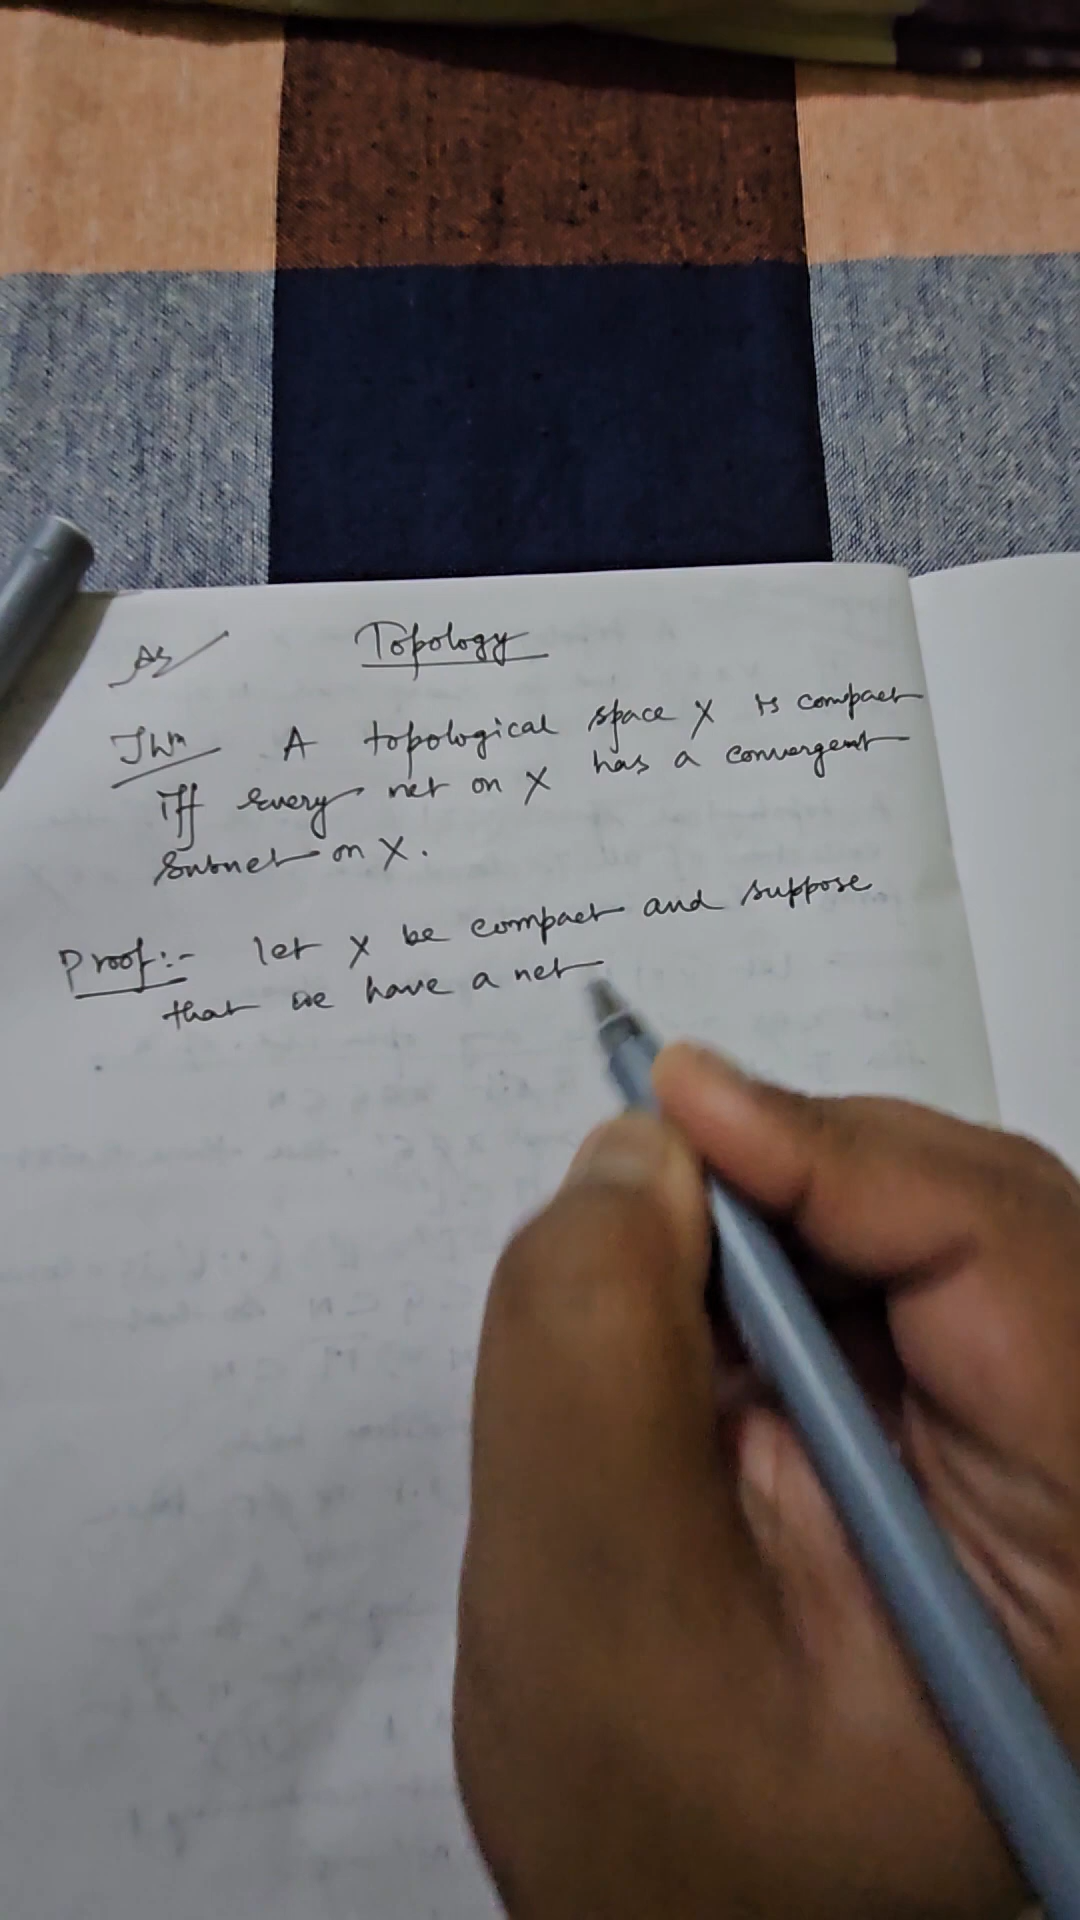 Topology
Thm A topological space X is compact
iff every net on X has a convergent
subnet on X.
Proof:- let X be compact and suppose
that we have a net